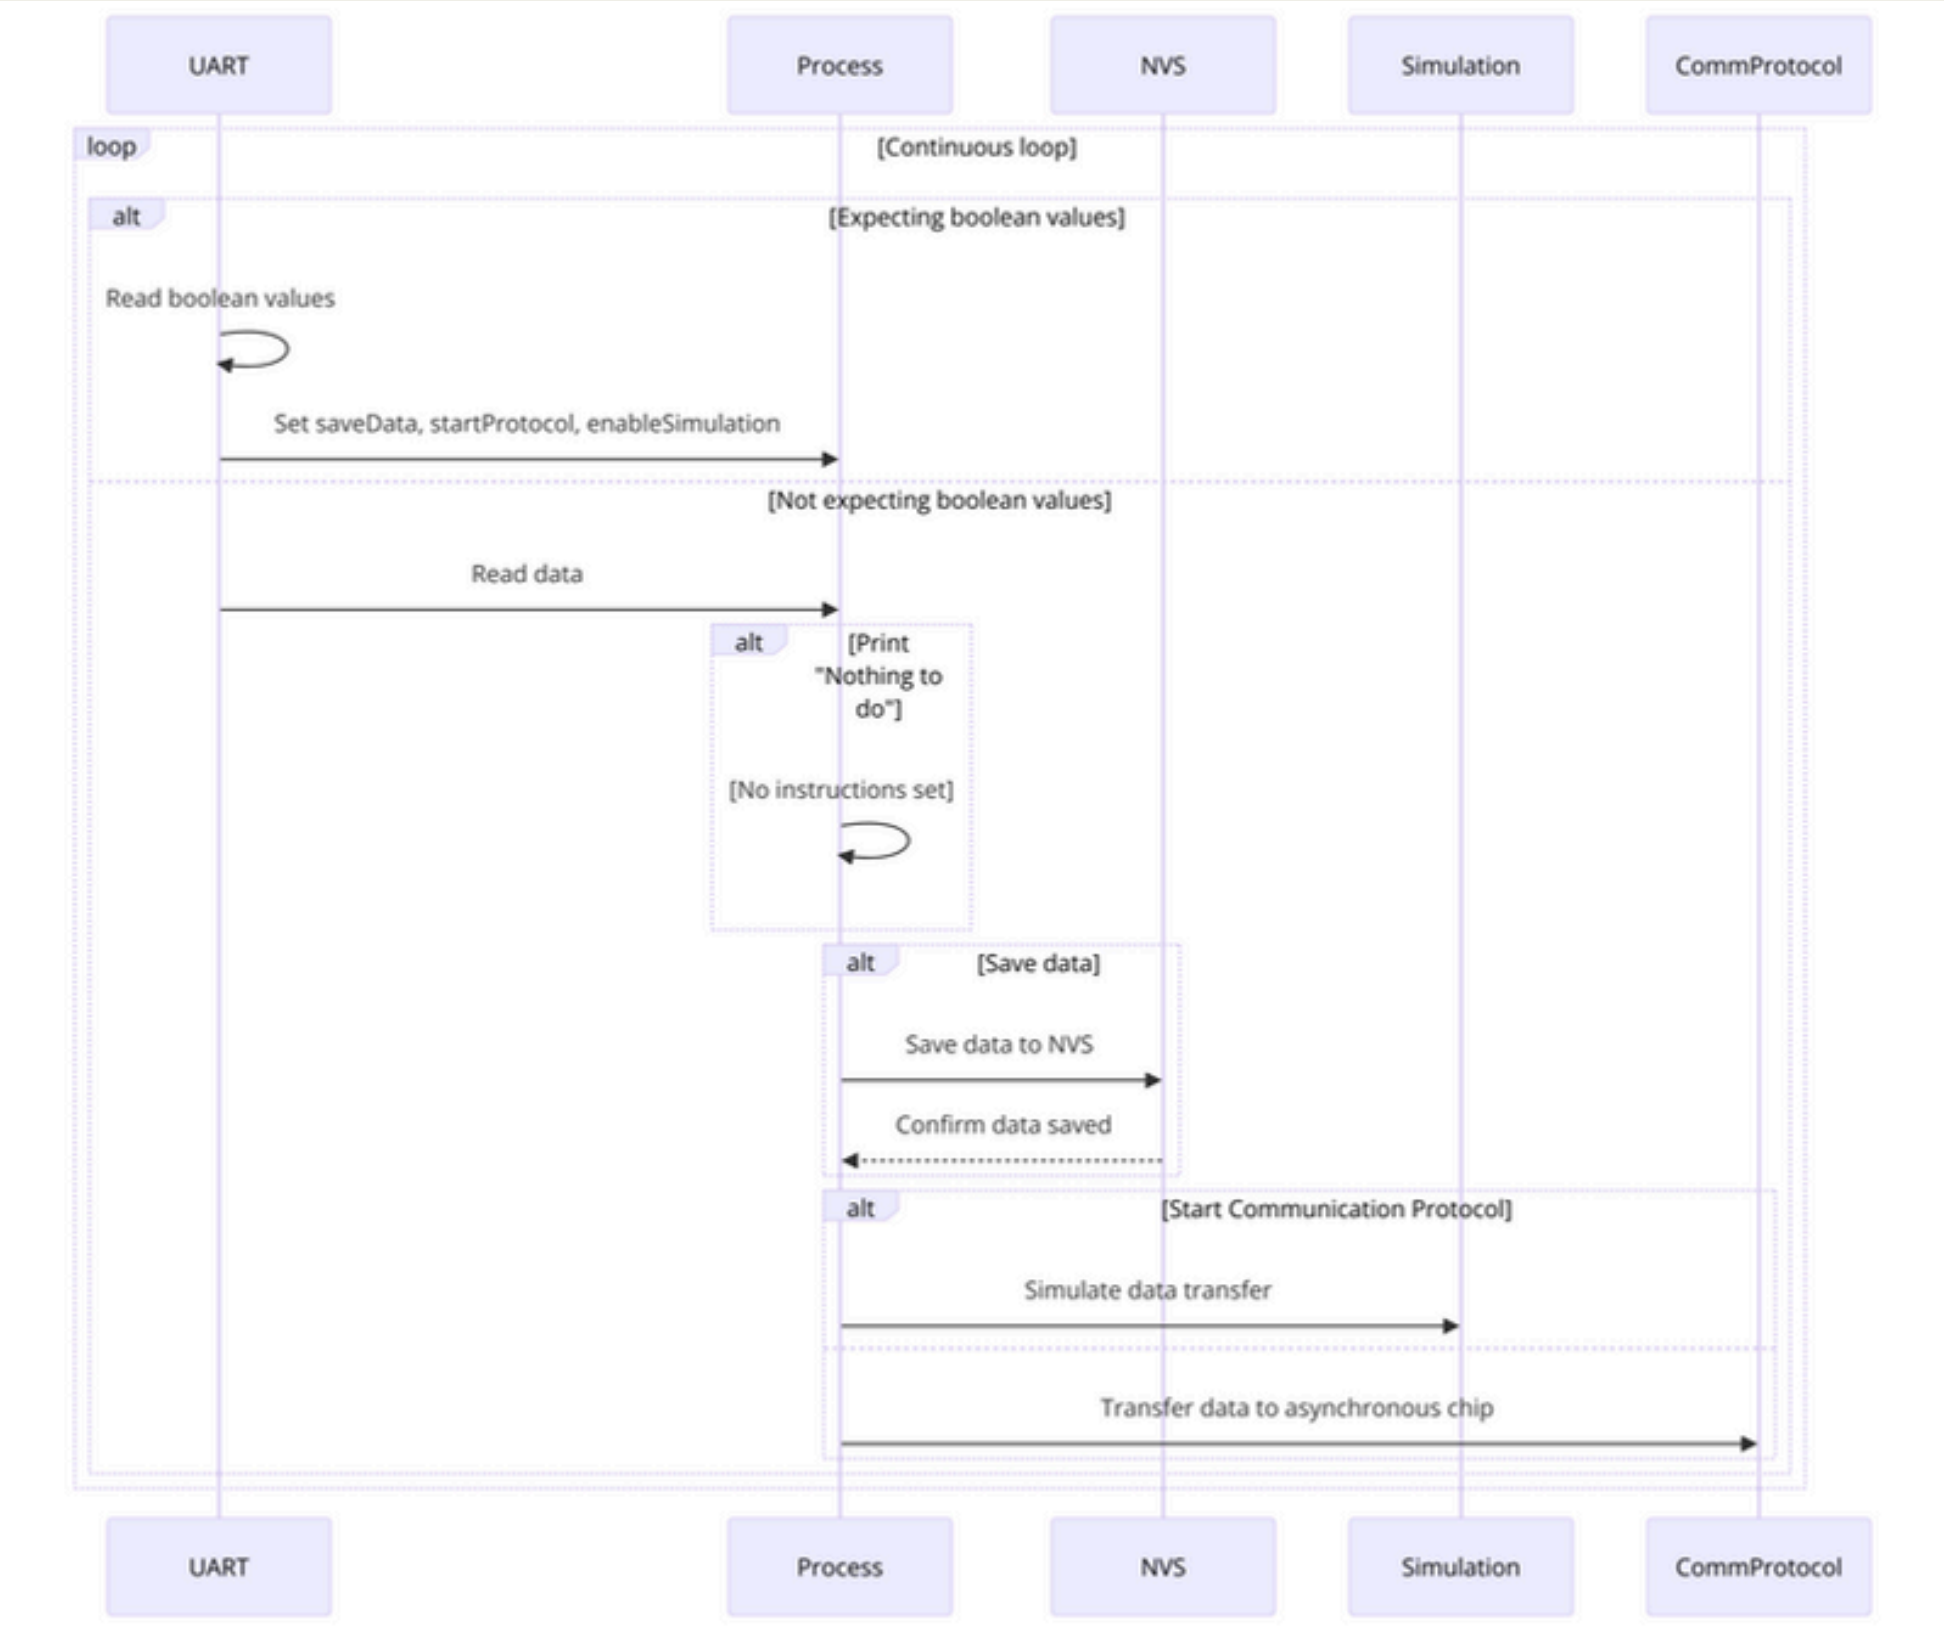 UART
Process
NVS
Simulation
CommProtocol
loop
[Continuous loop]
alt
[Expecting boolean values]
Read boolean values
Set saveData, startProtocol, enableSimulation
[Not expecting boolean values]
Read data
alt
[Print
"Nothing to
do"]
[No instructions set]
alt
[Save data]
Save data to NVS
Confirm data saved
alt
[Start Communication Protocol]
Simulate data transfer
Transfer data to asynchronous chip
UART
Process
NVS
Simulation
CommProtocol